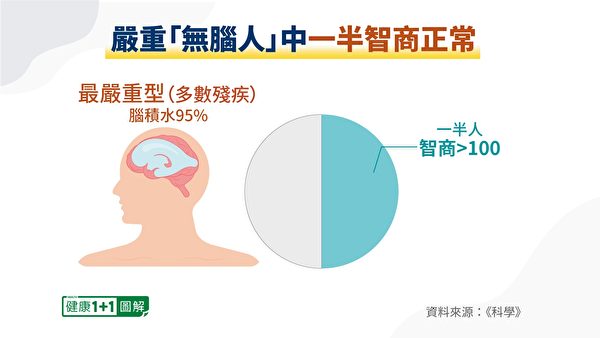 嚴重「無腦人」中一半智商正常
最嚴重型（多數殘疾）
腦積水95%
一半人
智商>100
健康1+1 圖解
資料來源：《科學》